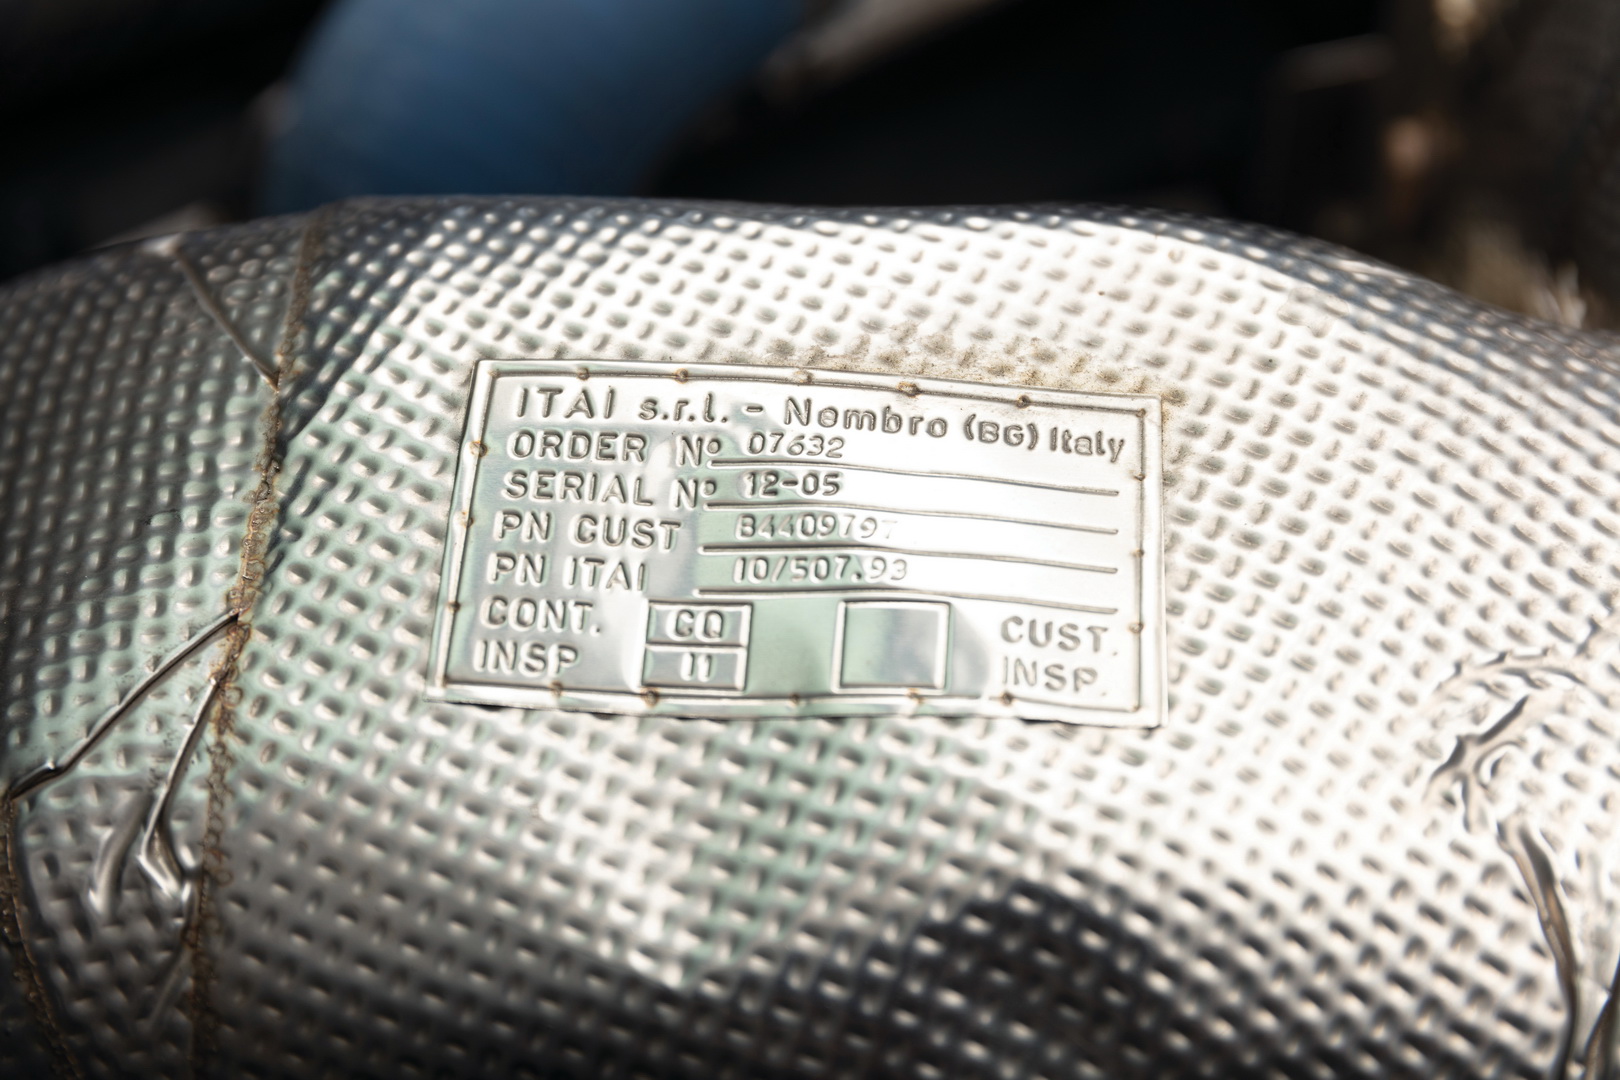 ITAI s.r.l. - Nembro (BG) Italy
ORDER Nº 07632
SERIAL Nº 12-05
PN CUST B4409797
PN ITAI 10/507.93
CONT. INSP CQ 11
CUST. INSP.